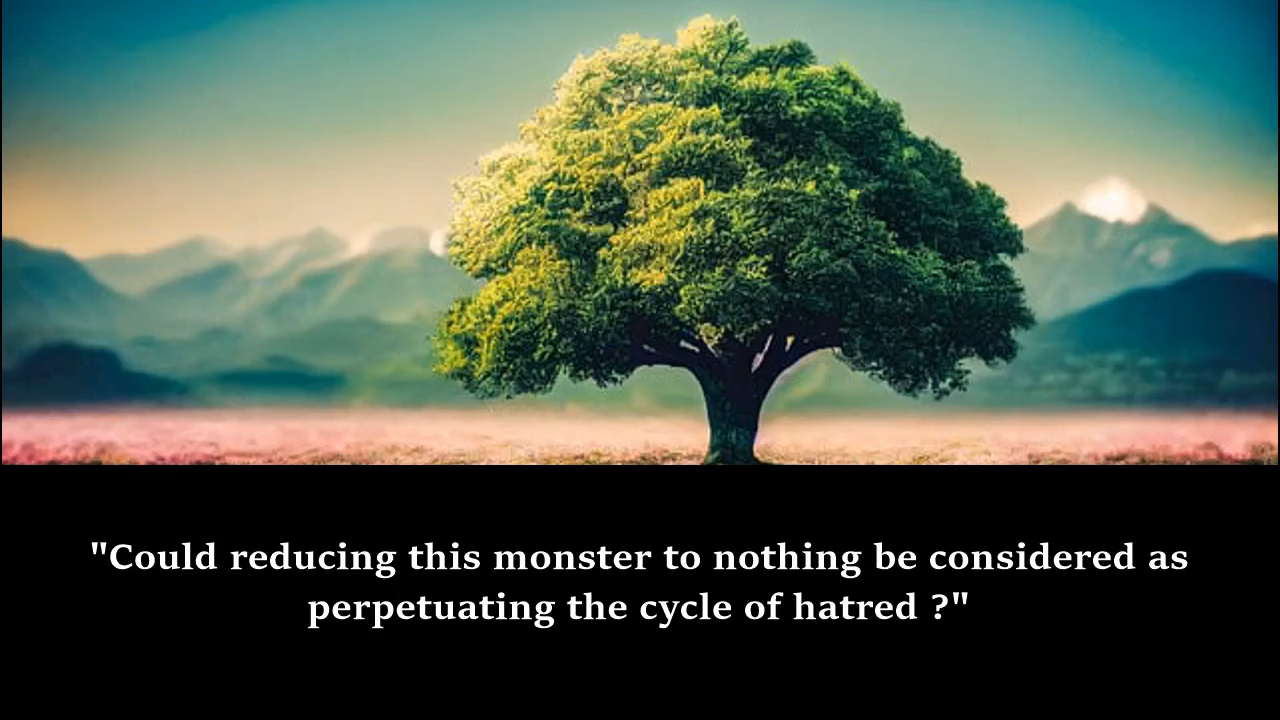 "Could reducing this monster to nothing be considered as
perpetuating the cycle of hatred ?"